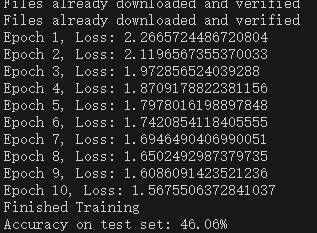 Files already downloaded and verified
Files already downloaded and verified
Epoch 1, Loss: 2.2665724486720804
Epoch 2, Loss: 2.1196567355370033
Epoch 3, Loss: 1.972856524039288
Epoch 4, Loss: 1.8709178822381156
Epoch 5, Loss: 1.7978016198897848
Epoch 6, Loss: 1.7420854118405555
Epoch 7, Loss: 1.6946490406990051
Epoch 8, Loss: 1.6502492987379735
Epoch 9, Loss: 1.6086091423521236
Epoch 10, Loss: 1.5675506372841037
Finished Training
Accuracy on test set: 46.06%